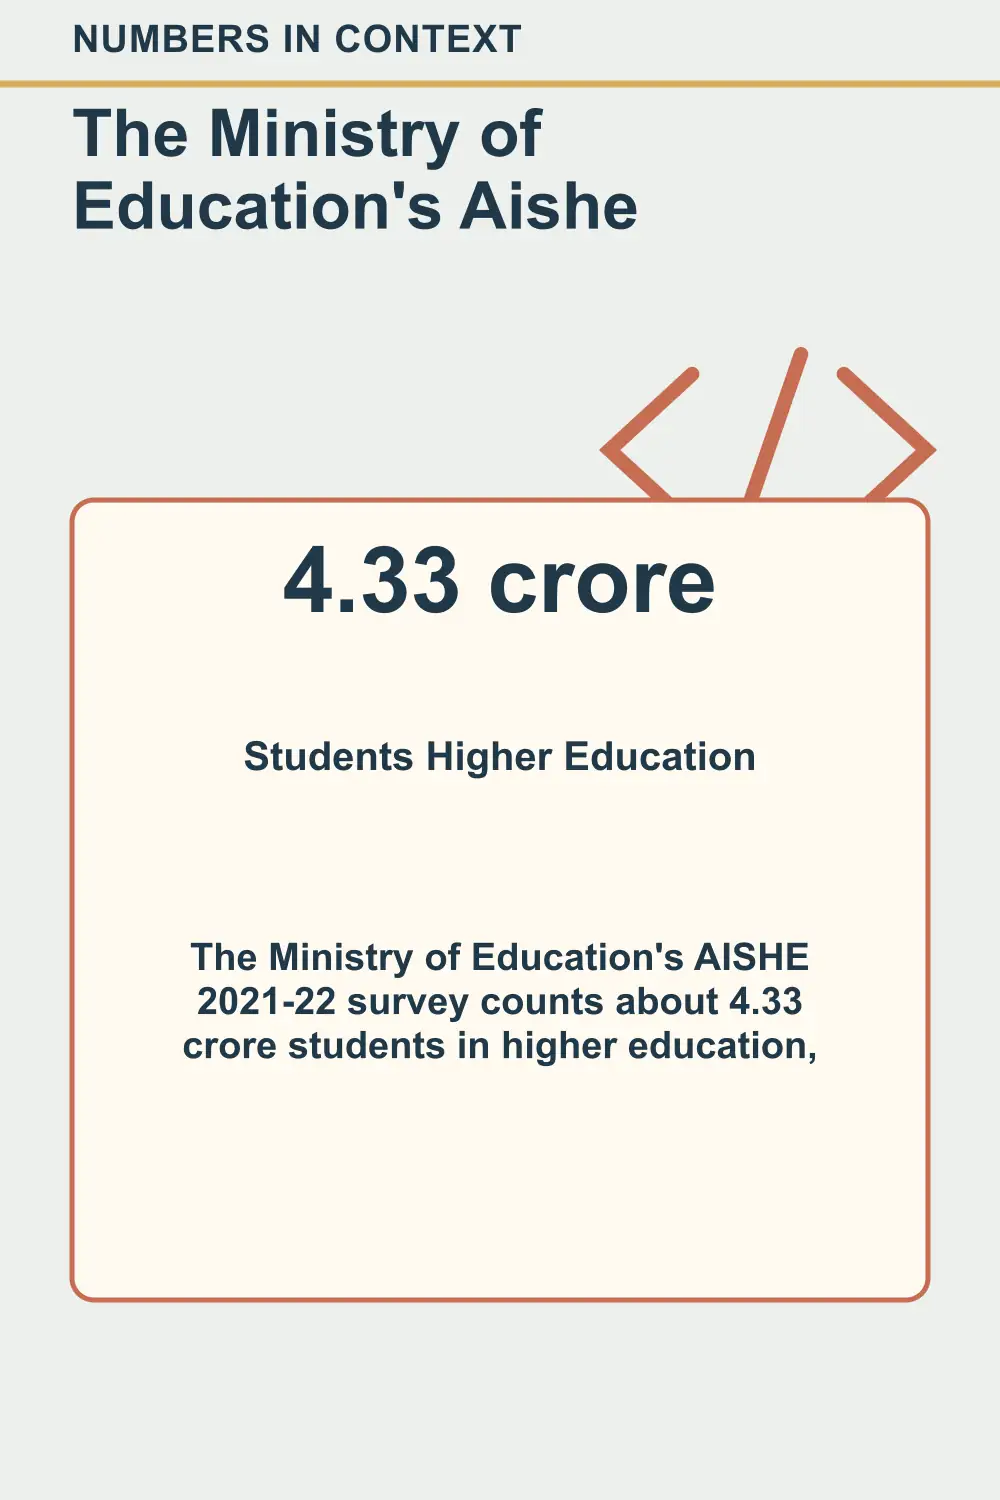 NUMBERS IN CONTEXT
The Ministry of
Education's Aishe
4.33 crore
Students Higher Education
The Ministry of Education's AISHE
2021-22 survey counts about 4.33
crore students in higher education,